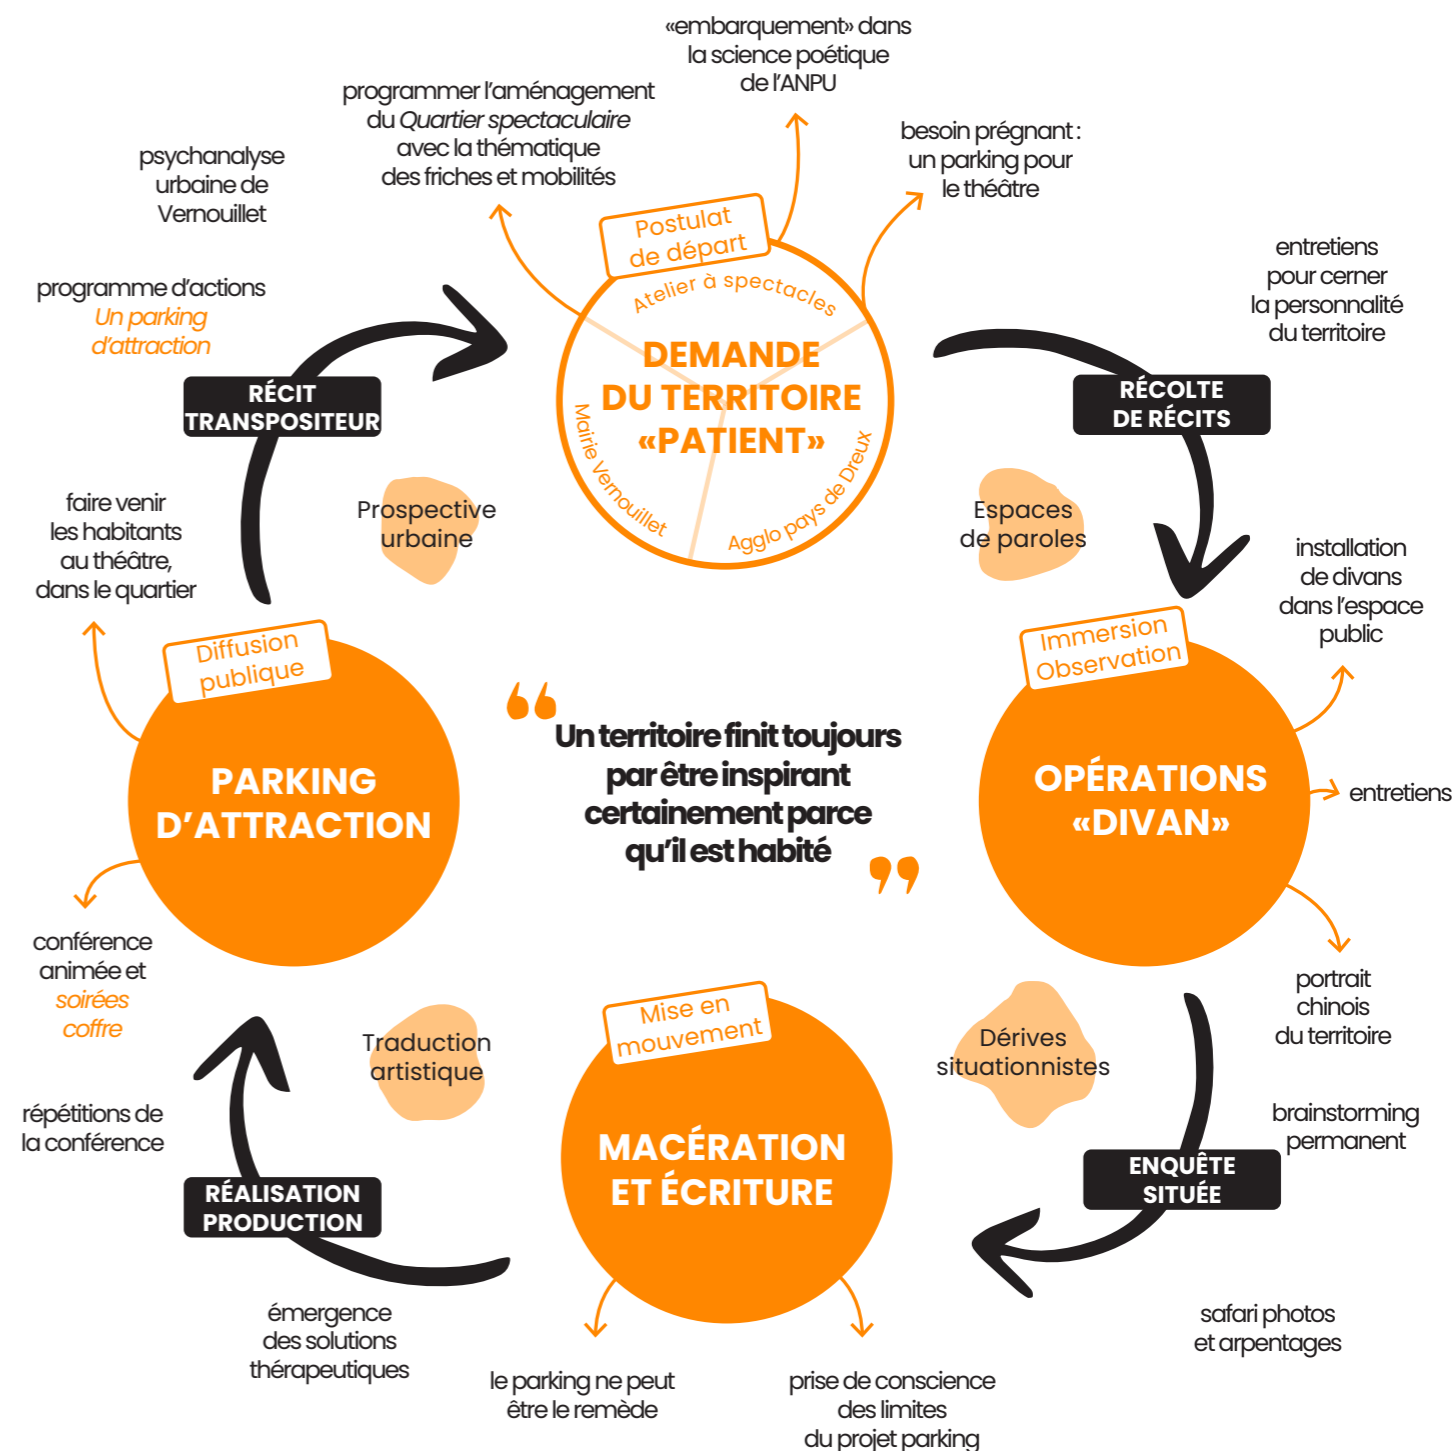 «embarquement» dans
la science poétique
de l’ANPU
programmer l’aménagement
du Quartier spectaculaire
avec la thématique
des friches et mobilités
besoin prégnant :
un parking pour
le théâtre
psychanalyse
urbaine de
Vernouillet
programme d’actions
Un parking
d’attraction
Postulat
de départ
Atelier à spectacles
DEMANDE
DU TERRITOIRE
«PATIENT»
Mairie Vernouillet
Agglo pays de Dreux
entretiens
pour cerner
la personnalité
du territoire
RÉCIT
TRANSPOSITEUR
RÉCOLTE
DE RÉCITS
Prospective
urbaine
Espaces
de paroles
faire venir
les habitants
au théâtre,
dans le quartier
installation
de divans
dans l’espace
public
Diffusion
publique
PARKING
D’ATTRACTION
“
Un territoire finit toujours
par être inspirant
certainement parce
qu’il est habité
”
Immersion
Observation
OPÉRATIONS
«DIVAN»
entretiens
portrait
chinois
du territoire
conférence
animée et
soirées
coffre
Traduction
artistique
Mise en
mouvement
MACÉRATION
ET ÉCRITURE
Dérives
situationnistes
répétitions de
la conférence
RÉALISATION
PRODUCTION
brainstorming
permanent
ENQUÊTE
SITUÉE
émergence
des solutions
thérapeutiques
le parking ne peut
être le remède
prise de conscience
des limites
du projet parking
safari photos
et arpentages